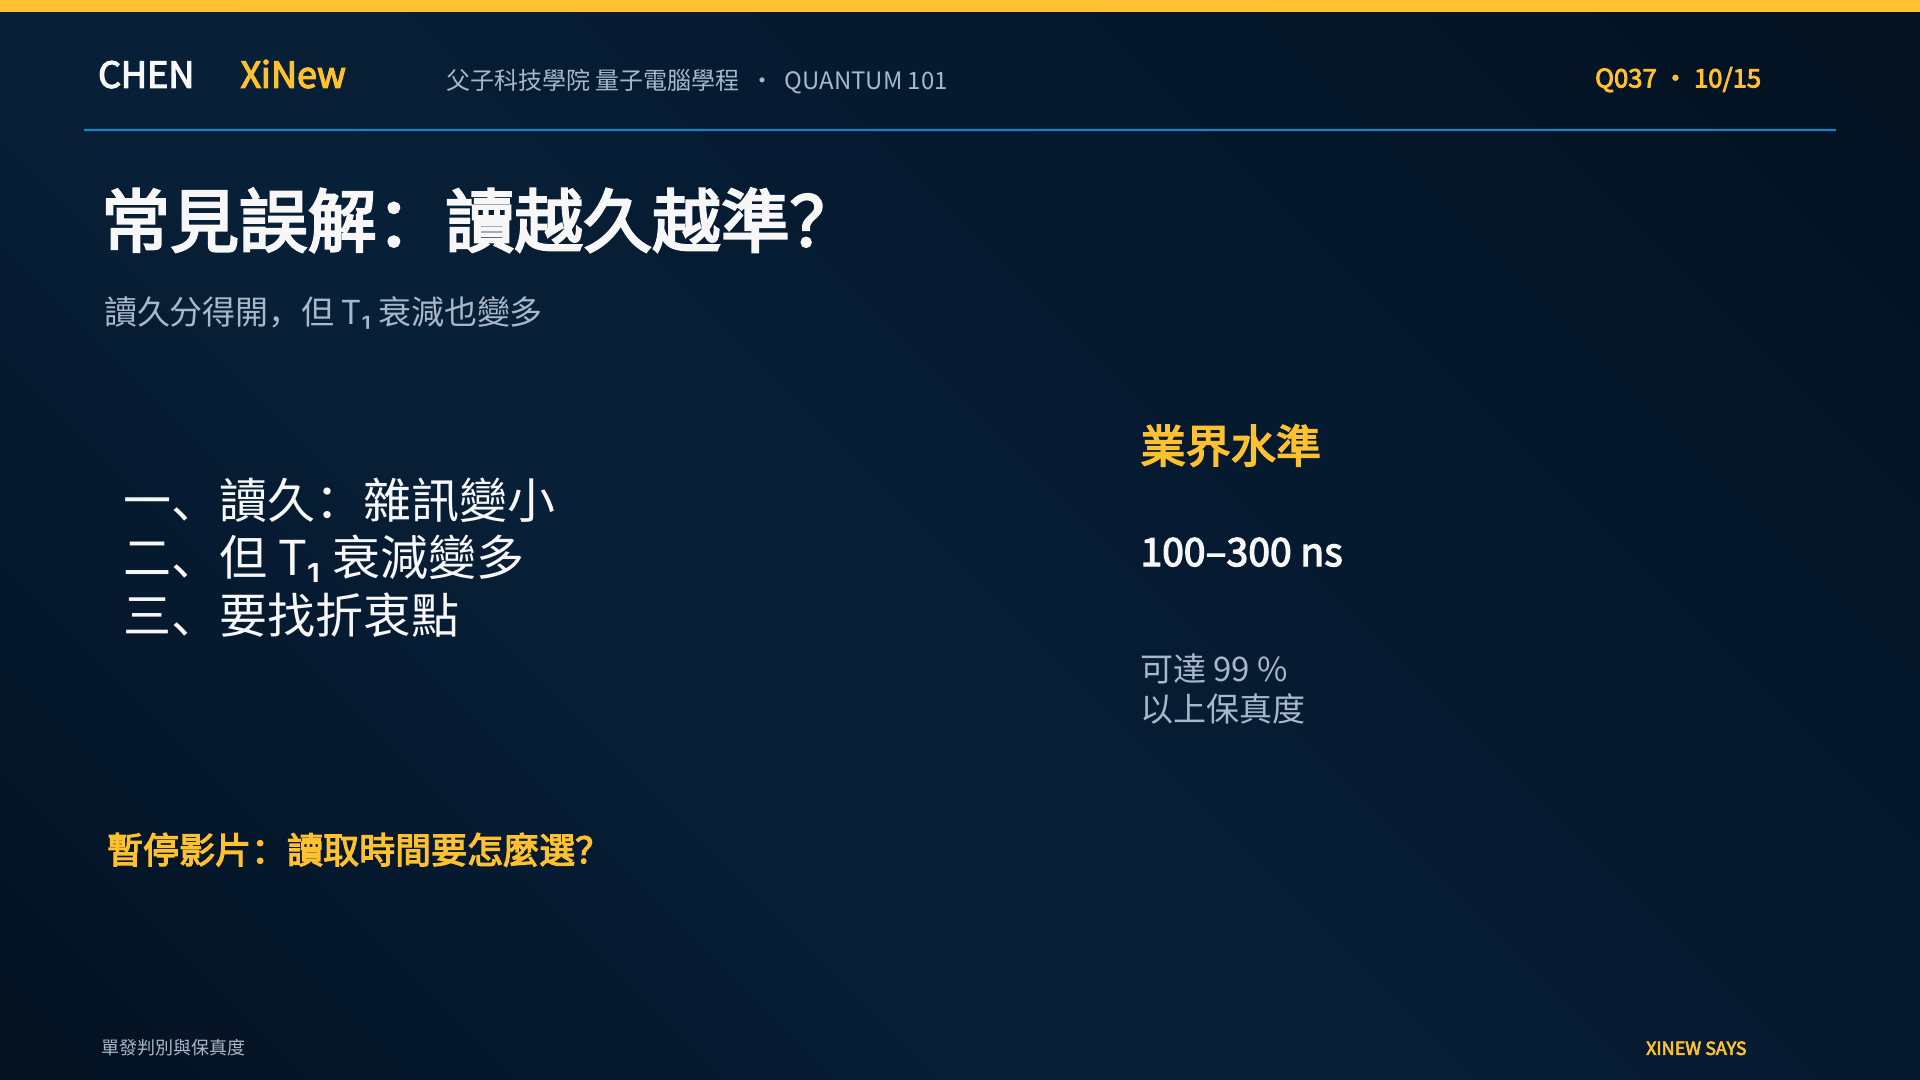 CHEN XiNew 父子科技學院 量子電腦學程 · QUANTUM 101 Q037 · 10/15
常見誤解：讀越久越準？
讀久分得開，但 T₁ 衰減也變多
一、讀久：雜訊變小
二、但 T₁ 衰減變多
三、要找折衷點
業界水準
100–300 ns
可達 99 %
以上保真度
暫停影片：讀取時間要怎麼選？
單發判別與保真度
XINEW SAYS